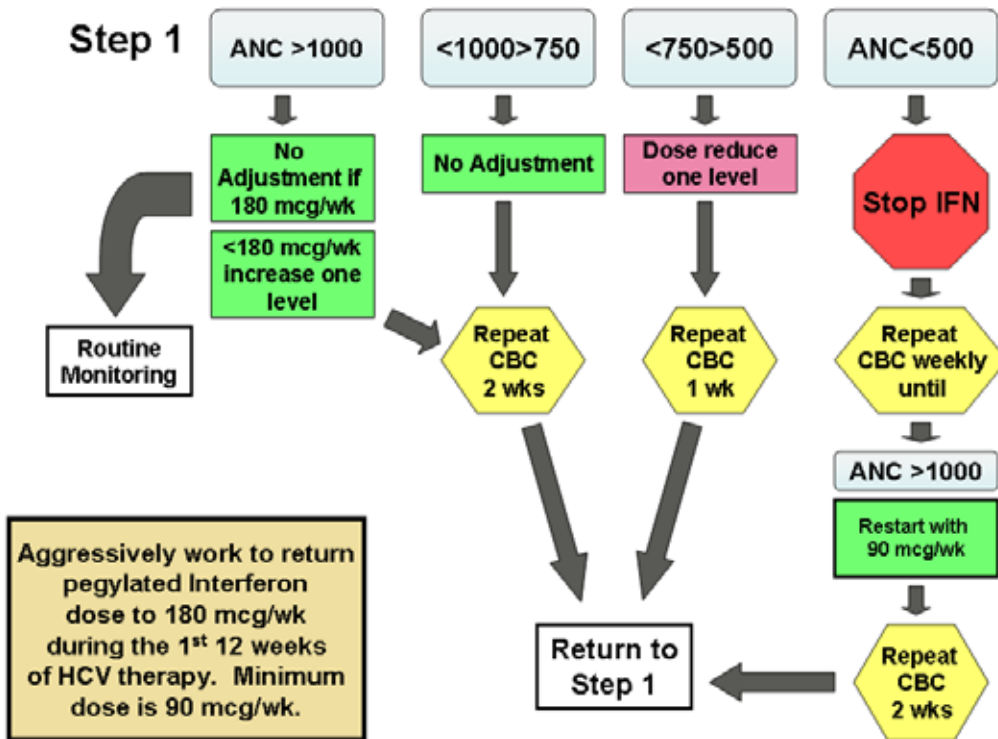 Step 1
ANC >1000
<1000>750
<750>500
ANC<500
No
Adjustment if
180 mcg/wk
<180 mcg/wk
increase one
level
No Adjustment
Dose reduce
one level
Stop IFN
Routine
Monitoring
Repeat
CBC
2 wks
Repeat
CBC
1 wk
Repeat
CBC weekly
until
ANC >1000
Restart with
90 mcg/wk
Repeat
CBC
2 wks
Return to
Step 1
Aggressively work to return
pegylated Interferon
dose to 180 mcg/wk
during the 1st 12 weeks
of HCV therapy. Minimum
dose is 90 mcg/wk.